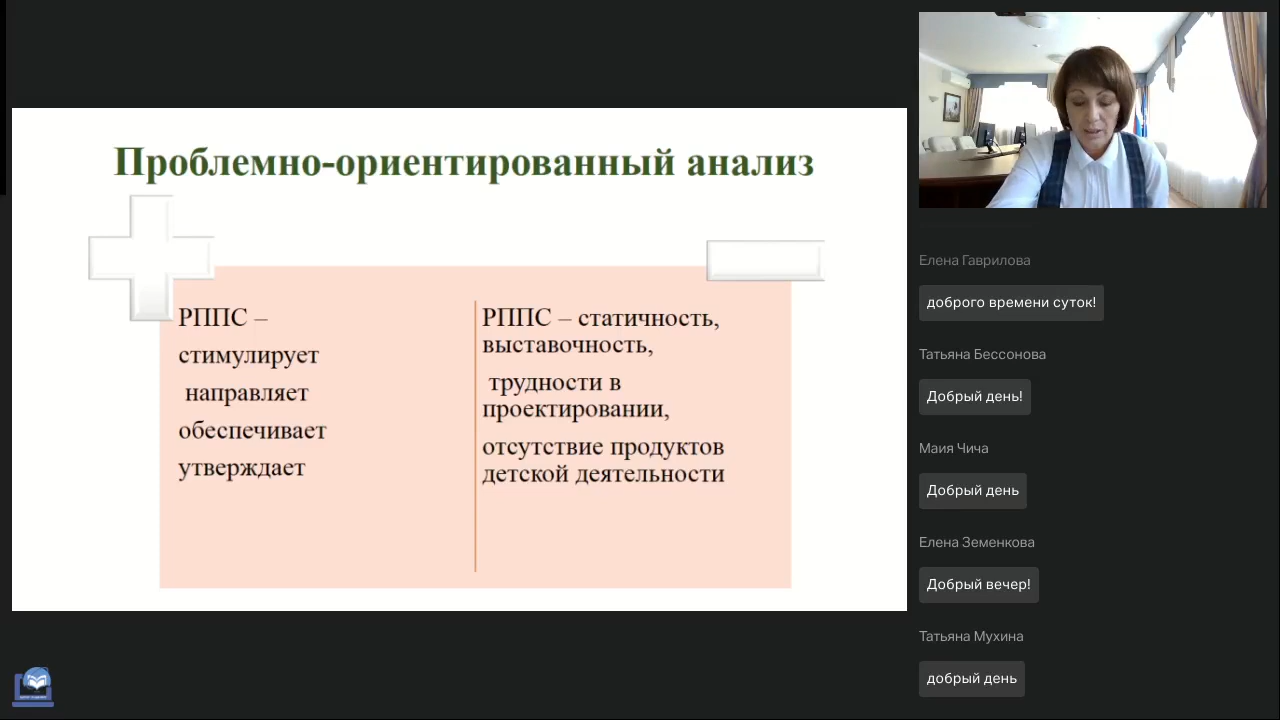 Проблемно-ориентированный анализ
РППС –
стимулирует
направляет
обеспечивает
утверждает
РППС – статичность,
выставочность,
трудности в
проектировании,
отсутствие продуктов
детской деятельности
Елена Гаврилова
доброго времени суток!
Татьяна Бессонова
Добрый день!
Маия Чича
Добрый день
Елена Земенкова
Добрый вечер!
Татьяна Мухина
добрый день